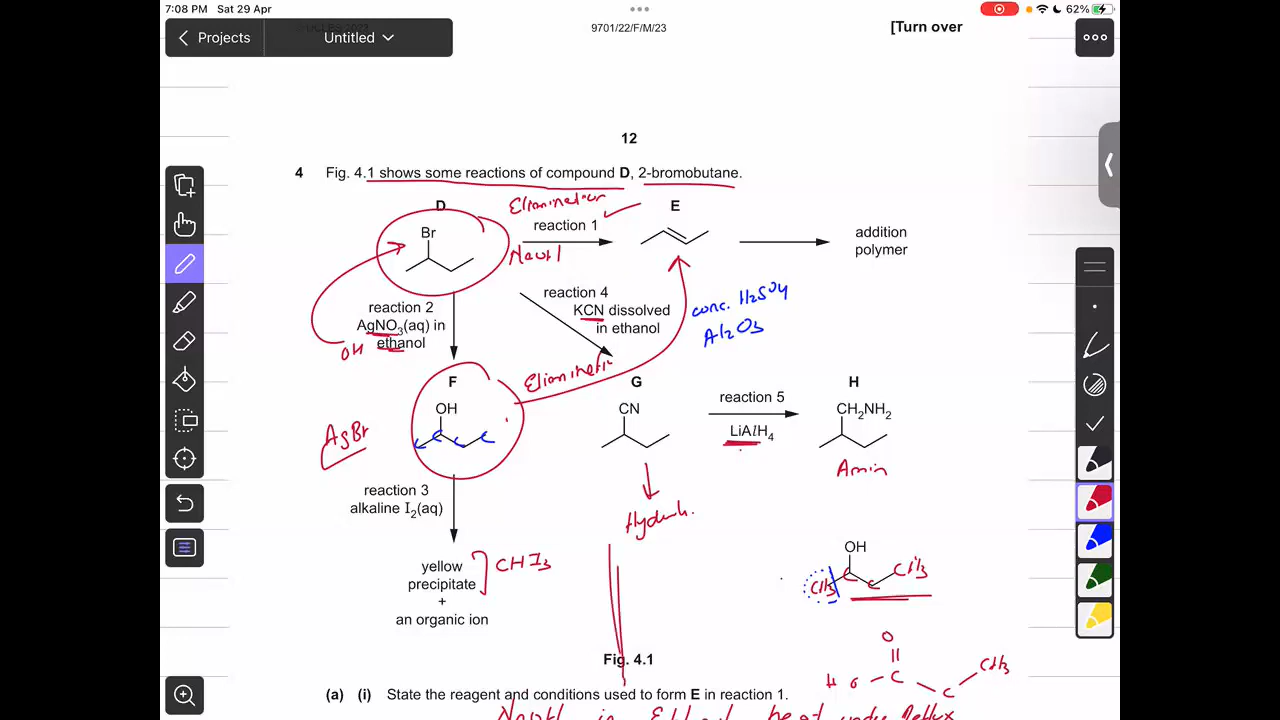 7:08 PM Sat 29 Apr
62%
Projects
Untitled
9701/22/F/M/23
[Turn over
12
4 Fig. 4.1 shows some reactions of compound D, 2-bromobutane.
D
Elimination
reaction 1
E
Br
addition
polymer
reaction 4
KCN dissolved
in ethanol
conc. H2SO4
Al2O3
reaction 2
AgNO3(aq) in
ethanol
OH
Elimination
F
G
H
OH
CN
reaction 5
LiAlH4
CH2NH2
AgBr
Amin
reaction 3
alkaline I2(aq)
yellow
precipitate
+
an organic ion
CHI3
OH
CH3 C C CH3
Fig. 4.1
O
H O C C CH3
(a) (i) State the reagent and conditions used to form E in reaction 1.